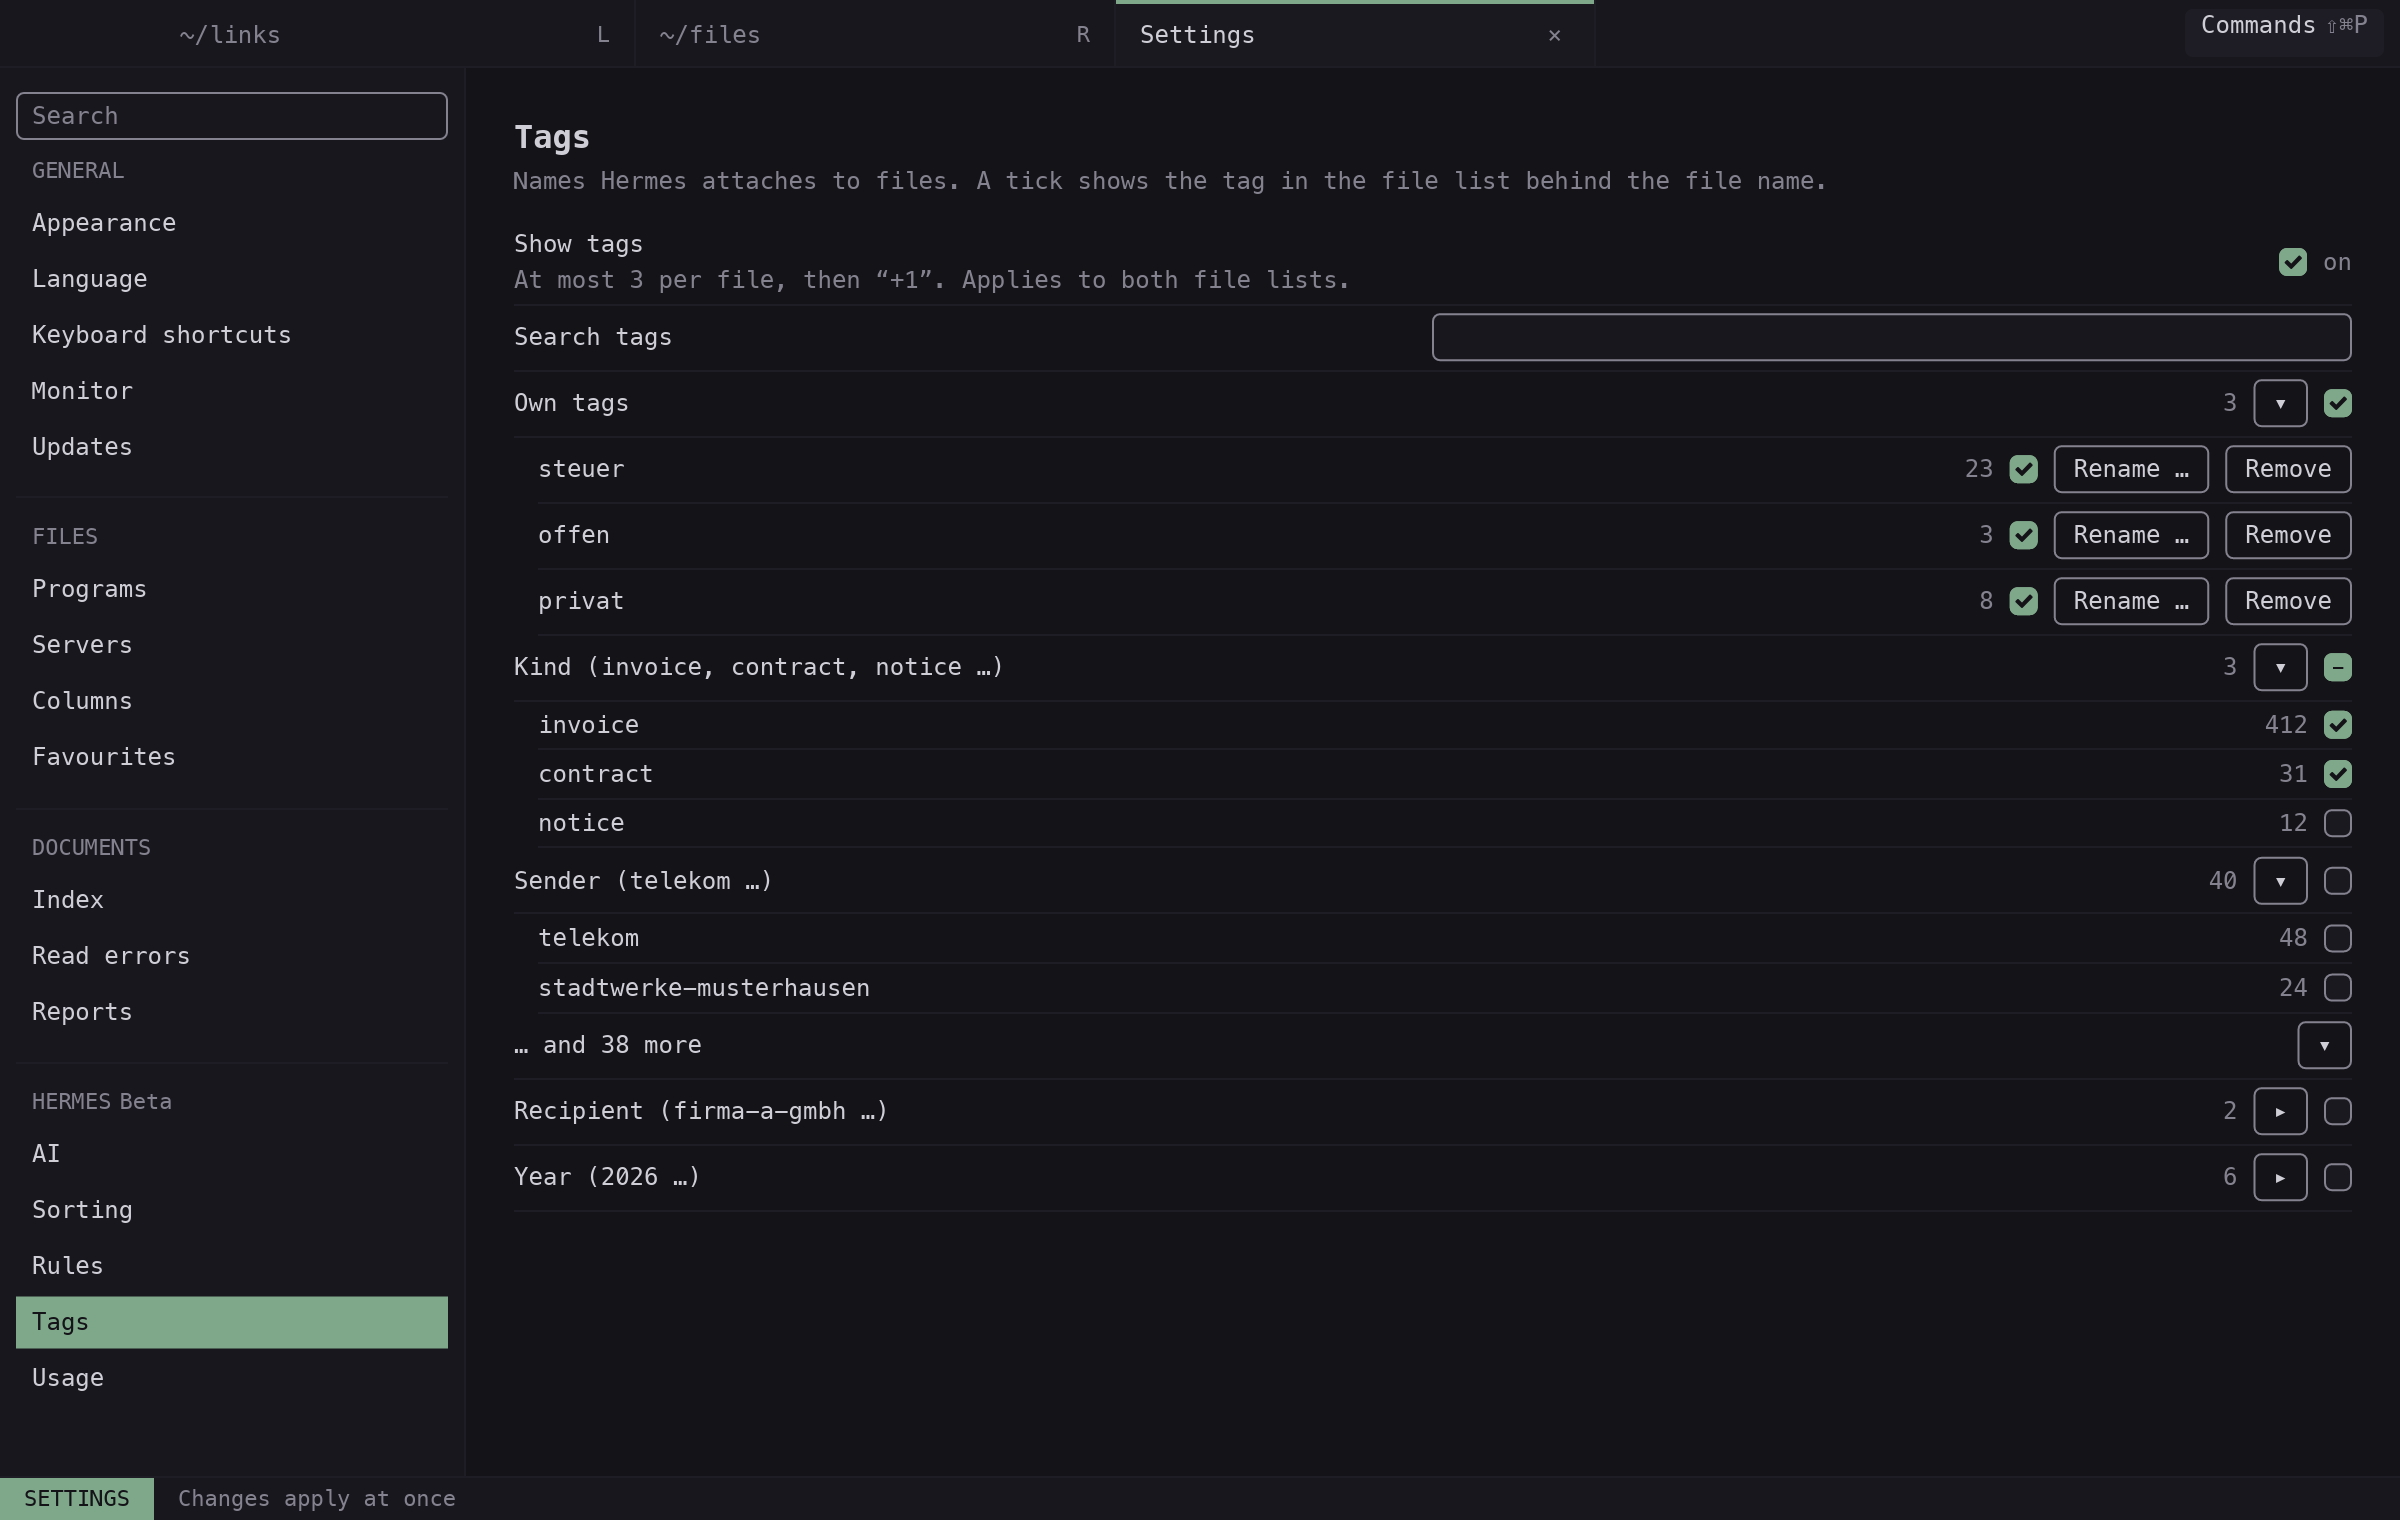 ~/links L ~/files R Settings × Commands ⇧⌘P
Search
GENERAL
Appearance
Language
Keyboard shortcuts
Monitor
Updates
FILES
Programs
Servers
Columns
Favourites
DOCUMENTS
Index
Read errors
Reports
HERMES Beta
AI
Sorting
Rules
Tags
Usage
Tags
Names Hermes attaches to files. A tick shows the tag in the file list behind the file name.
Show tags
At most 3 per file, then “+1”. Applies to both file lists.
on
Search tags
Own tags 3 ▾
steuer 23 Rename … Remove
offen 3 Rename … Remove
privat 8 Rename … Remove
Kind (invoice, contract, notice …) 3 ▾
invoice 412
contract 31
notice 12
Sender (telekom …) 40 ▾
telekom 48
stadtwerke-musterhausen 24
… and 38 more ▾
Recipient (firma-a-gmbh …) 2 ▸
Year (2026 …) 6 ▸
SETTINGS Changes apply at once